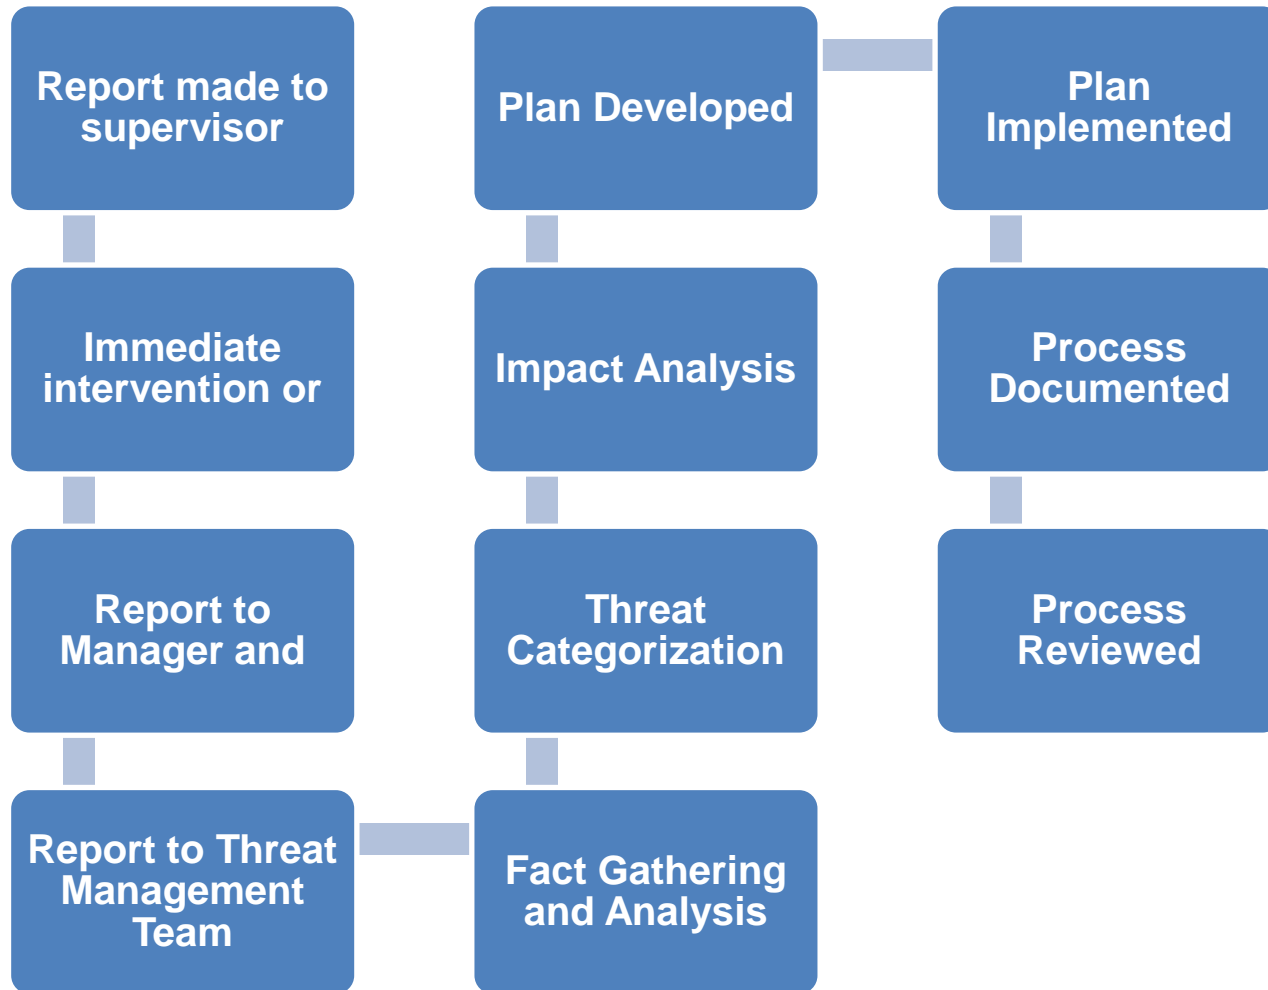 Report made to
supervisor
Immediate
intervention or
Report to
Manager and
Report to Threat
Management
Team
Fact Gathering
and Analysis
Threat
Categorization
Impact Analysis
Plan Developed
Plan
Implemented
Process
Documented
Process
Reviewed